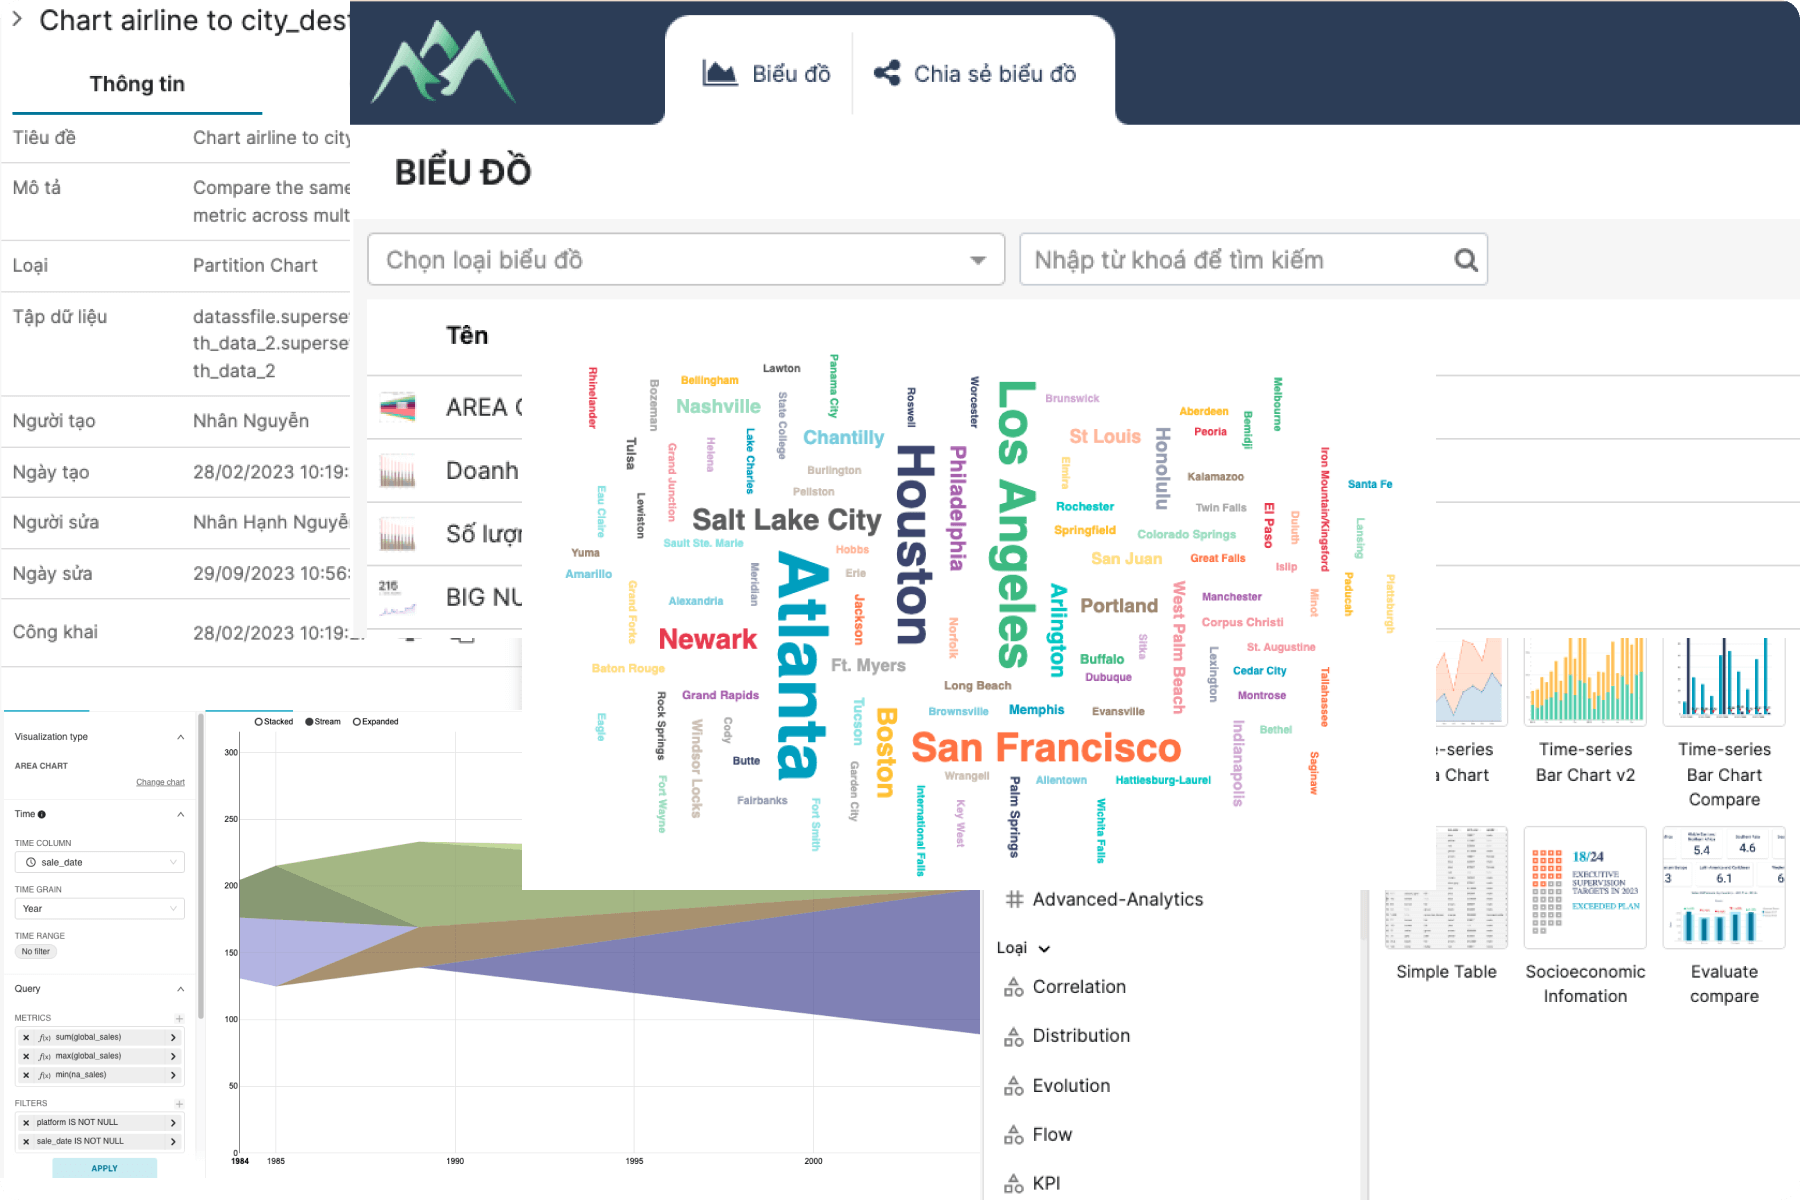 Chart airline to city_dest
Thông tin
Tiêu đề
Chart airline to city
Mô tả
Compare the same
metric across mult
Loại
Partition Chart
Tập dữ liệu
datassfile.superset
th_data_2.superset
th_data_2
Người tạo
Nhân Nguyễn
Ngày tạo
28/02/2023 10:19:
Người sửa
Nhân Hạnh Nguyễ
Ngày sửa
29/09/2023 10:56:
Công khai
28/02/2023 10:19:
Biểu đồ
Chia sẻ biểu đồ
BIỂU ĐỒ
Chọn loại biểu đồ
Nhập từ khoá để tìm kiếm
Tên
AREA C
Doanh
Số lượn
216
BIG NU
Rhinelander
Bozeman
Bellingham
Lawton
Panama City
Nashville
State College
Roswell
Worcester
Los Angeles
Brunswick
Aberdeen
Peoria
Bemidji
Melbourne
Tulsa
Grand Junction
Helena
Lake Charles
Chantilly
Burlington
Pellston
Houston
Philadelphia
St Louis
Honolulu
Elmira
Kalamazoo
Iron Mountain/Kingsford
Santa Fe
Eau Claire
Lewiston
Salt Lake City
Rochester
Twin Falls
El Paso
Duluth
Lansing
Springfield
Colorado Springs
Sault Ste. Marie
Hobbs
San Juan
Great Falls
Islip
Yuma
Amarillo
Grand Forks
Meridian
Atlanta
Erie
Alexandria
Jackson
Norfolk
Arlington
Portland
West Palm Beach
Manchester
Minot
Paducah
Plattsburgh
Corpus Christi
Newark
Ft. Myers
Sitka
St. Augustine
Baton Rouge
Buffalo
Dubuque
Lexington
Cedar City
Tallahassee
Grand Rapids
Long Beach
Montrose
Eagle
Rock Springs
Windsor Locks
Cody
Tucson
Boston
Brownsville
Memphis
Evansville
Indianapolis
Bethel
San Francisco
Butte
Garden City
Wrangell
Palm Springs
Allentown
Hattiesburg-Laurel
Saginaw
Fort Wayne
Fairbanks
Fort Smith
International Falls
Key West
Wichita Falls
Visualization type
AREA CHART
Change chart
Time
TIME COLUMN
sale_date
TIME GRAIN
Year
TIME RANGE
No filter
Query
METRICS
f(x) sum(global_sales)
f(x) max(global_sales)
f(x) min(na_sales)
FILTERS
platform IS NOT NULL
sale_date IS NOT NULL
APPLY
Stacked
Stream
Expanded
300
250
200
150
100
50
0
1984
1985
1990
1995
2000
# Advanced-Analytics
Loại
Correlation
Distribution
Evolution
Flow
KPI
e-series
a Chart
Time-series
Bar Chart v2
Time-series
Bar Chart
Compare
18/24
EXECUTIVE
SUPERVISION
TARGETS IN 2023
EXCEEDED PLAN
5.4
4.6
3
6.1
6
Simple Table
Socioeconomic
Infomation
Evaluate
compare